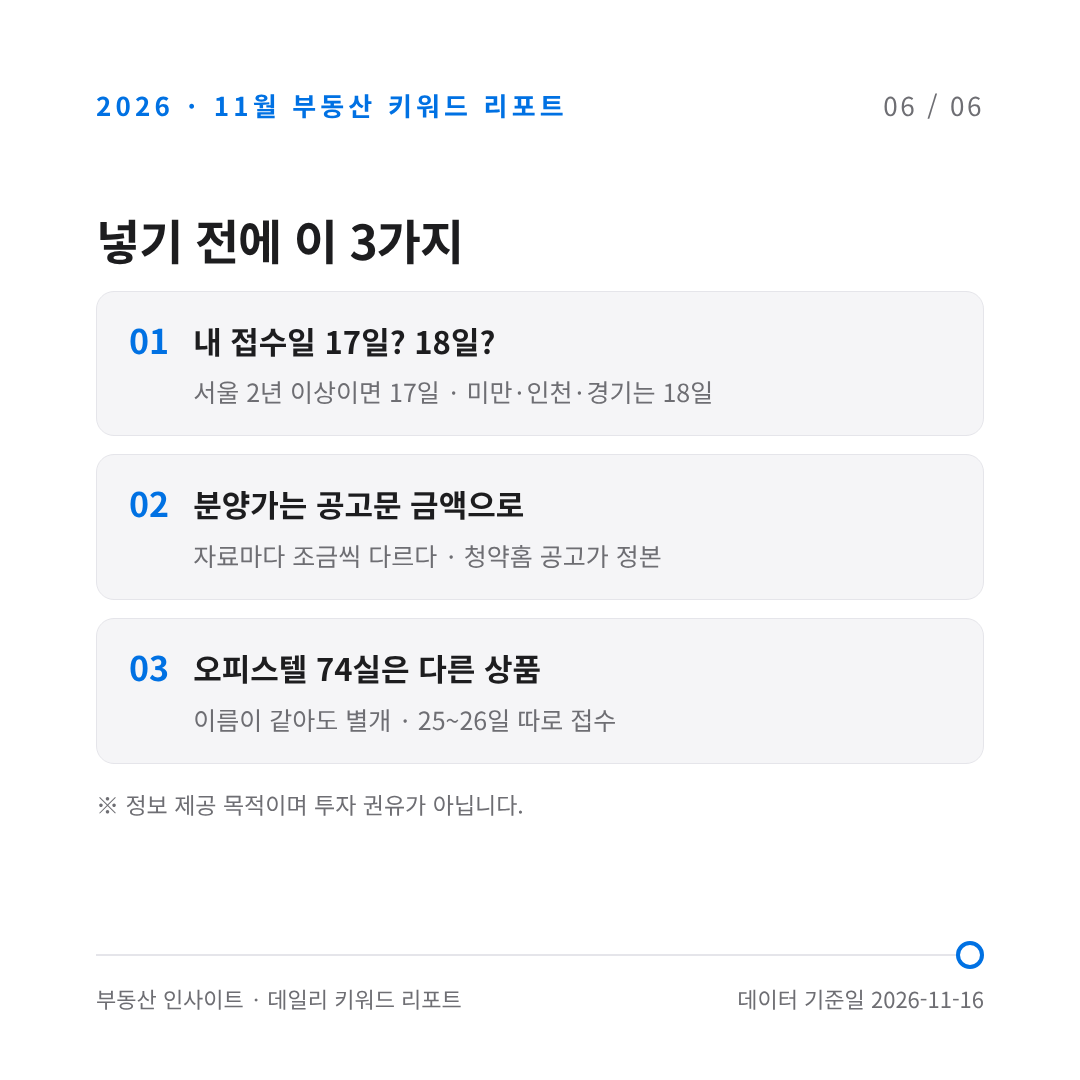 2026 · 11월 부동산 키워드 리포트
06 / 06
넣기 전에 이 3가지
01 내 접수일 17일? 18일?
서울 2년 이상이면 17일 · 미만·인천·경기는 18일
02 분양가는 공고문 금액으로
자료마다 조금씩 다르다 · 청약홈 공고가 정본
03 오피스텔 74실은 다른 상품
이름이 같아도 별개 · 25~26일 따로 접수
※ 정보 제공 목적이며 투자 권유가 아닙니다.
부동산 인사이트 · 데일리 키워드 리포트
데이터 기준일 2026-11-16